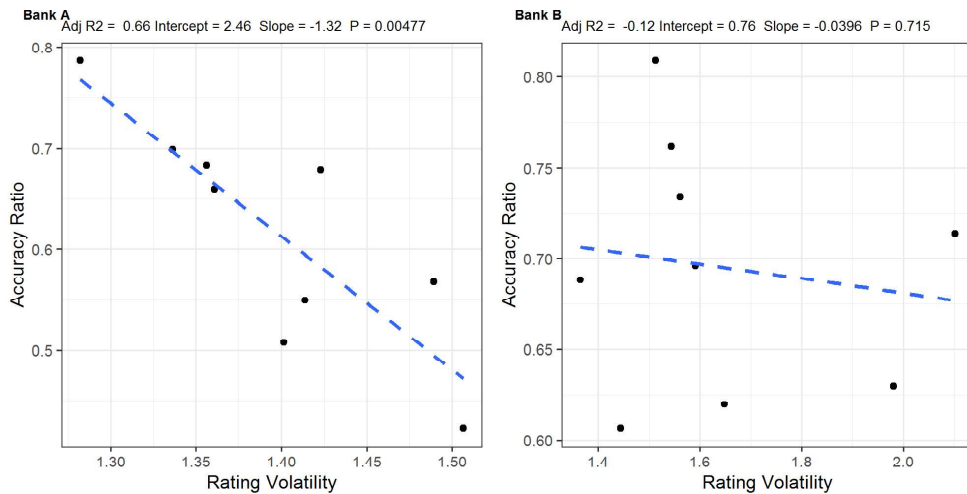 Bank A
Adj R2 =  0.66 Intercept = 2.46  Slope = -1.32  P = 0.00477
0.8
0.7
0.6
0.5
Accuracy Ratio
1.30 1.35 1.40 1.45 1.50
Rating Volatility
Bank B
Adj R2 =  -0.12 Intercept = 0.76  Slope = -0.0396  P = 0.715
0.80
0.75
0.70
0.65
0.60
Accuracy Ratio
1.4 1.6 1.8 2.0
Rating Volatility